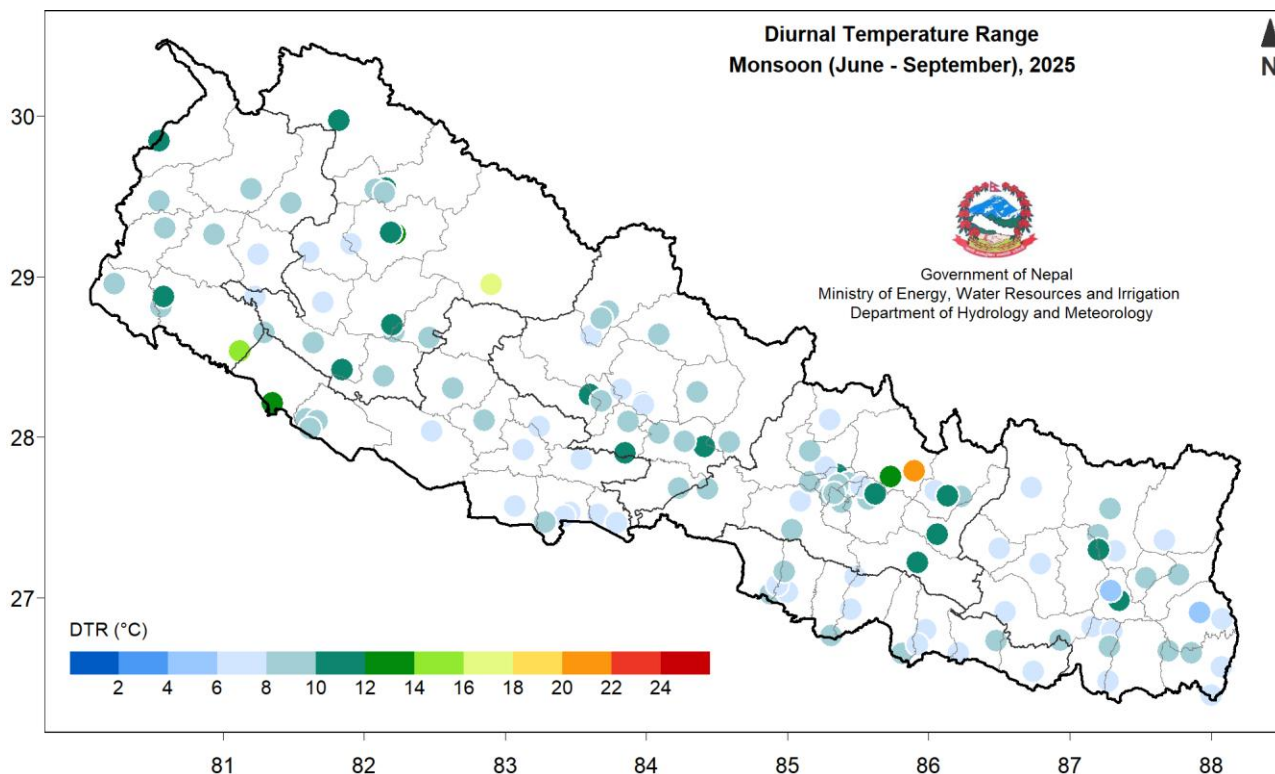 Diurnal Temperature Range
Monsoon (June - September), 2025
N
30
29
28
27
Government of Nepal
Ministry of Energy, Water Resources and Irrigation
Department of Hydrology and Meteorology
DTR (°C)
2 4 6 8 10 12 14 16 18 20 22 24
81 82 83 84 85 86 87 88